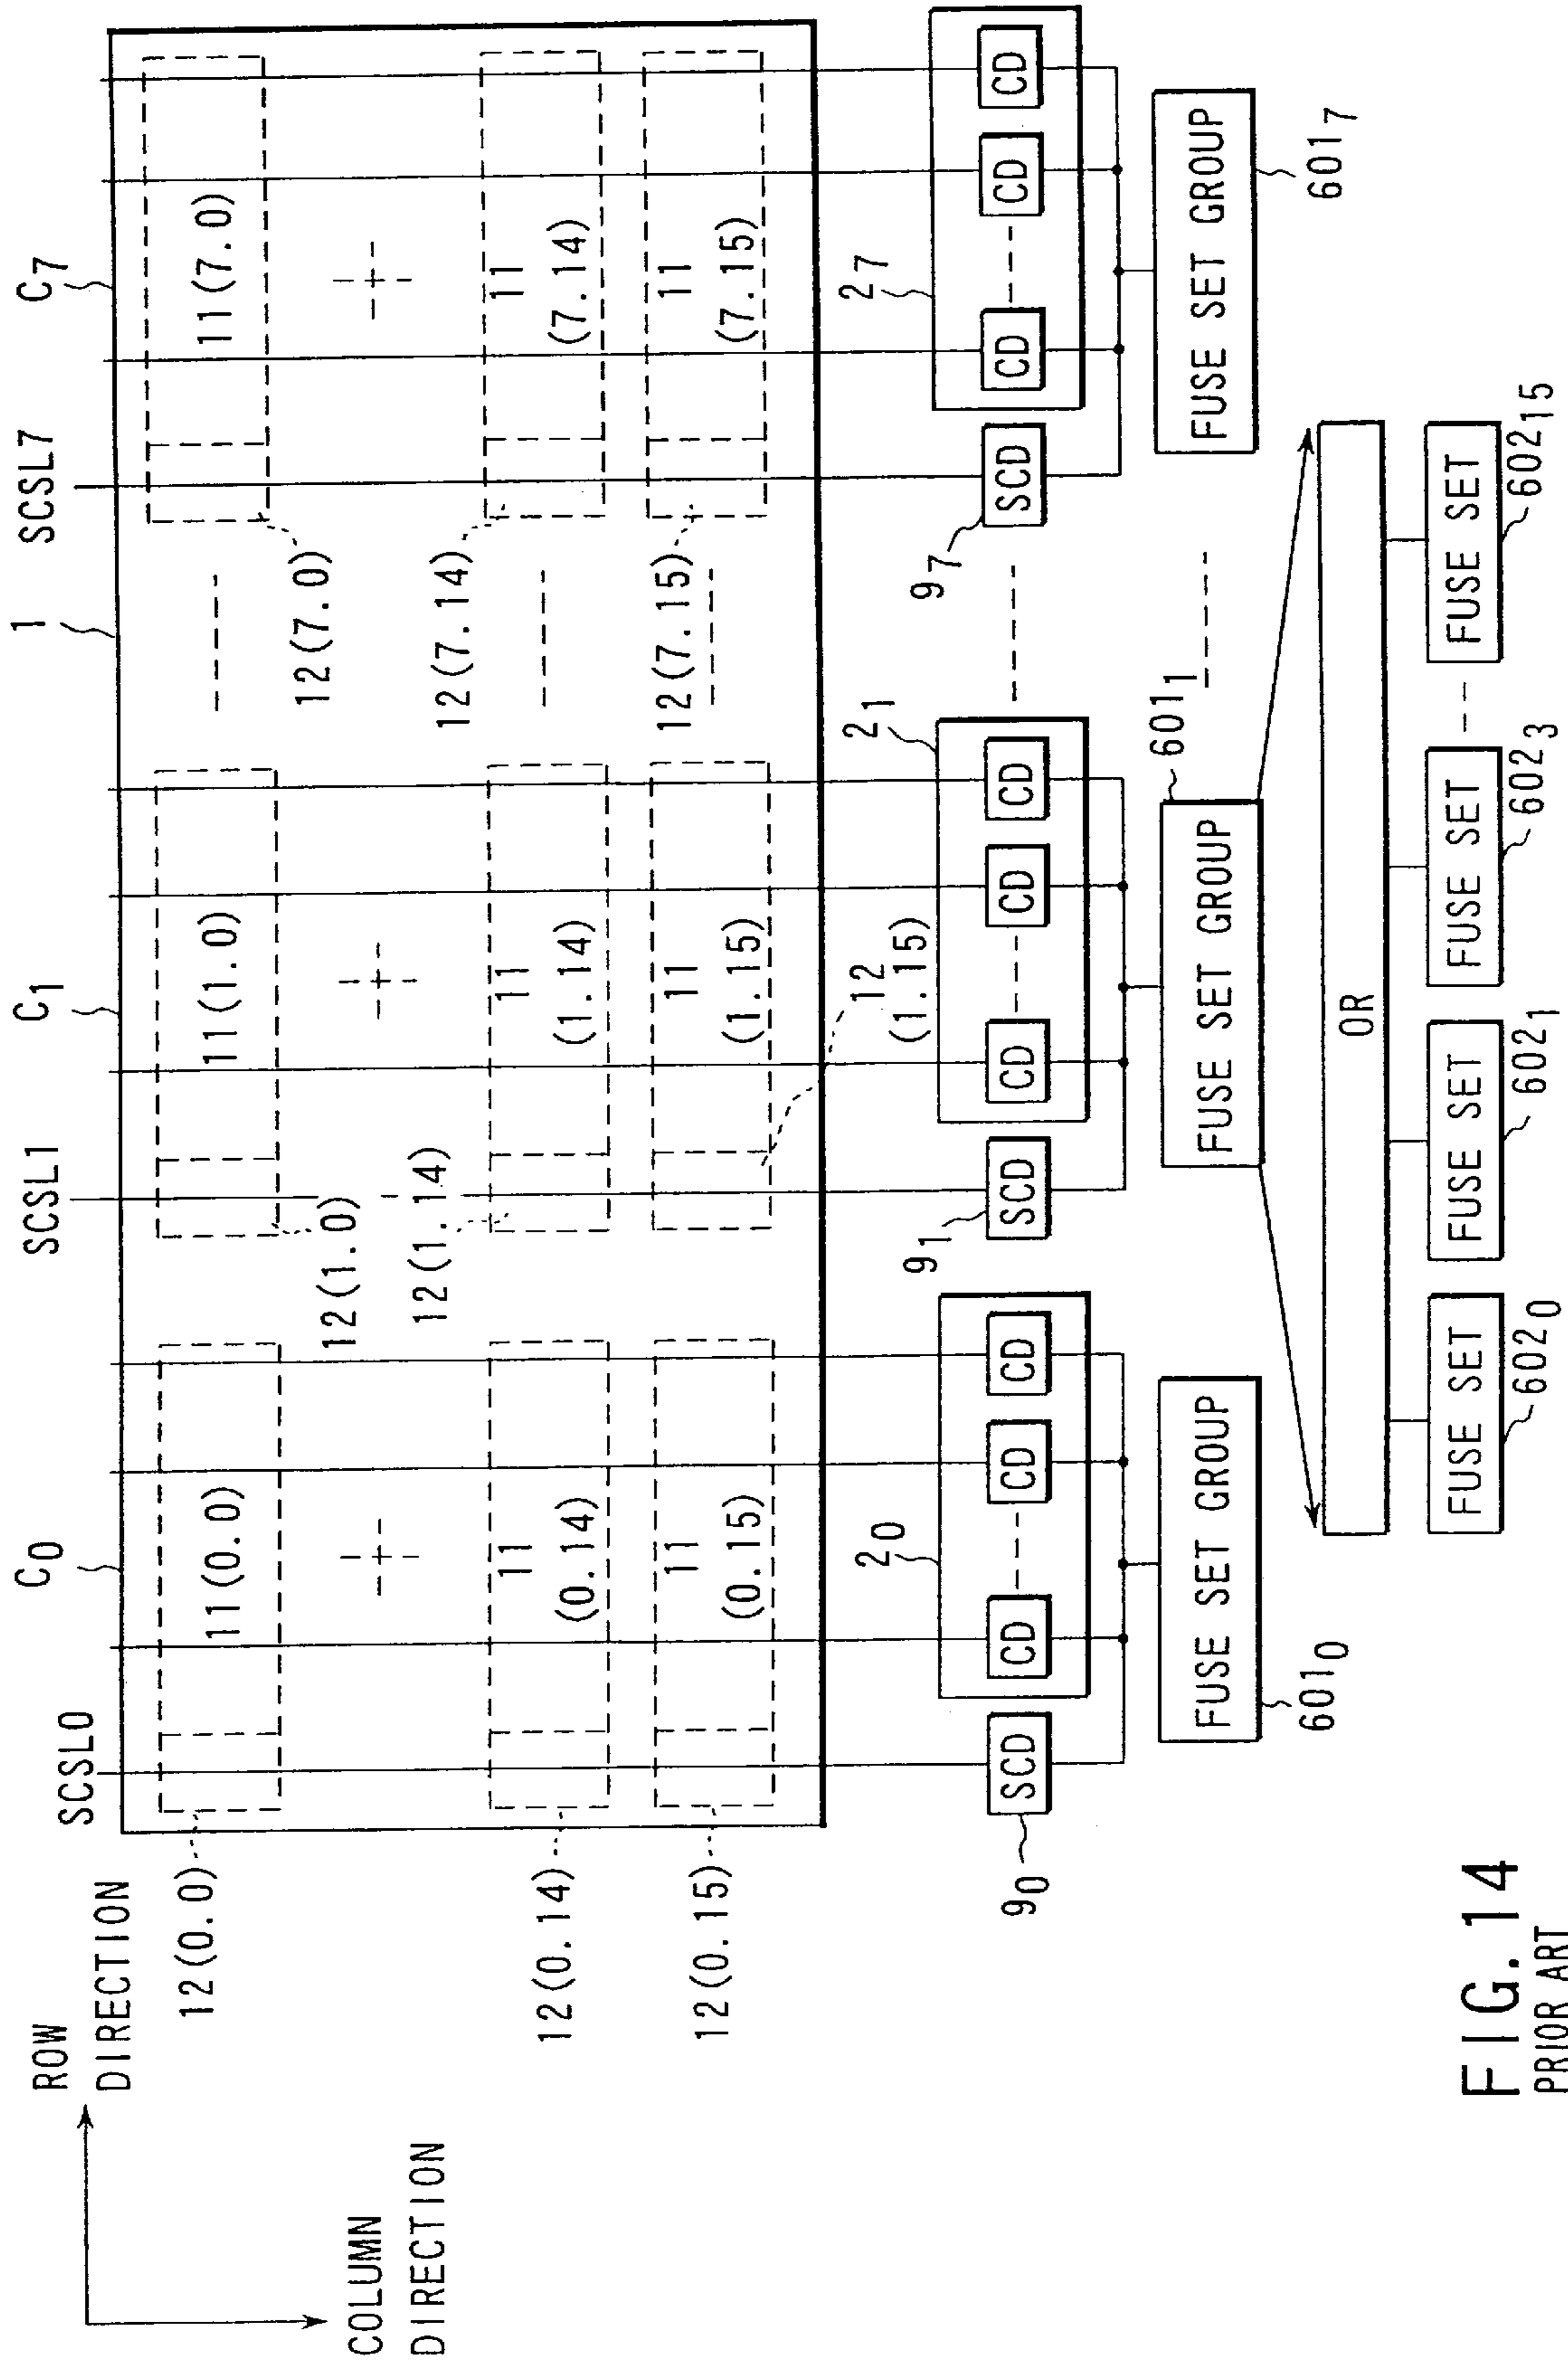 ROW
DIRECTION
COLUMN
DIRECTION
SCSL0
C0
SCSL1
C1
1
SCSL7
C7
12(0.0)
11(0.0)
12(1.0)
11(1.0)
12(7.0)
11(7.0)
12(0.14)
11
(0.14)
12(1.14)
11
(1.14)
12(7.14)
11
(7.14)
12(0.15)
11
(0.15)
12
(1.15)
11
(1.15)
12(7.15)
11
(7.15)
90
SCD
20
CD
CD
CD
91
SCD
21
CD
CD
CD
97
SCD
27
CD
CD
CD
6010
FUSE SET GROUP
6011
FUSE SET GROUP
6017
FUSE SET GROUP
OR
FUSE SET
6020
FUSE SET
6021
FUSE SET
6023
FUSE SET
60215
FIG. 14
PRIOR ART